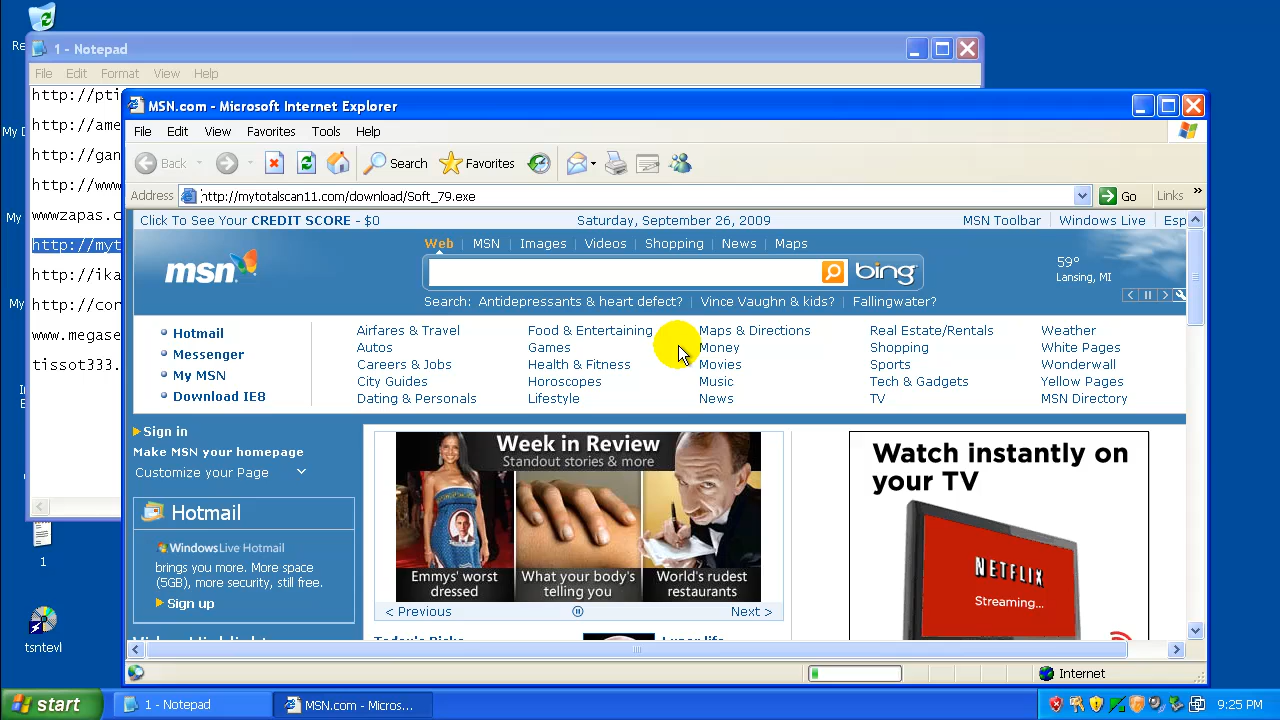 1 - Notepad
File Edit Format View Help
http://pti
MSN.com - Microsoft Internet Explorer
http://ame
File Edit View Favorites Tools Help
http://gan
Back Search Favorites
http://www
Address http://mytotalscan11.com/download/Soft_79.exe Go Links
wwwzapas.c
Click To See Your CREDIT SCORE - $0 Saturday, September 26, 2009 MSN Toolbar Windows Live Esp
http://myt
Web MSN Images Videos Shopping News Maps
msn
bing
59°
Lansing, MI
http://ika
Search: Antidepressants & heart defect? Vince Vaughn & kids? Fallingwater?
http://con
Hotmail
Messenger
My MSN
Download IE8
Airfares & Travel
Autos
Careers & Jobs
City Guides
Dating & Personals
Food & Entertaining
Games
Health & Fitness
Horoscopes
Lifestyle
Maps & Directions
Money
Movies
Music
News
Real Estate/Rentals
Shopping
Sports
Tech & Gadgets
TV
Weather
White Pages
Wonderwall
Yellow Pages
MSN Directory
www.megase
tissot333.
Sign in
Make MSN your homepage
Customize your Page
Hotmail
Windows Live Hotmail
brings you more. More space
(5GB), more security, still free.
Sign up
Week in Review
Standout stories & more
Emmys' worst
dressed
What your body's
telling you
World's rudest
restaurants
< Previous Next >
Watch instantly on
your TV
NETFLIX
Streaming...
Today's Picks
Internet
1
tsntevl
start 1 - Notepad MSN.com - Micros... 9:25 PM